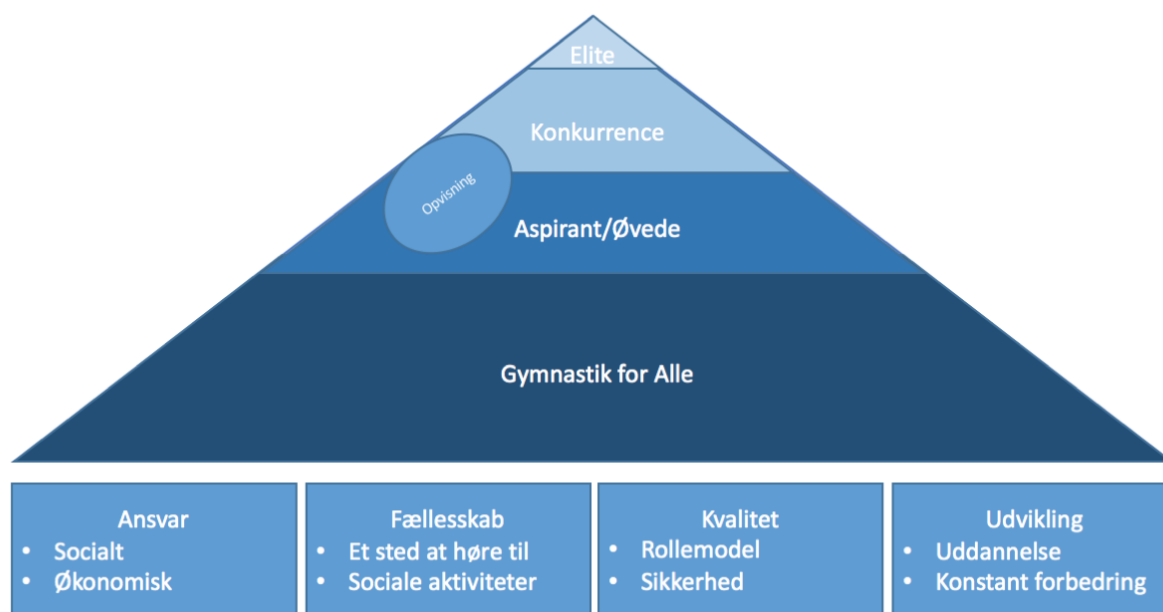 Elite
Konkurrence
Opvisning
Aspirant/Øvede
Gymnastik for Alle
Ansvar
• Socialt
• Økonomisk
Fællesskab
• Et sted at høre til
• Sociale aktiviteter
Kvalitet
• Rollemodel
• Sikkerhed
Udvikling
• Uddannelse
• Konstant forbedring